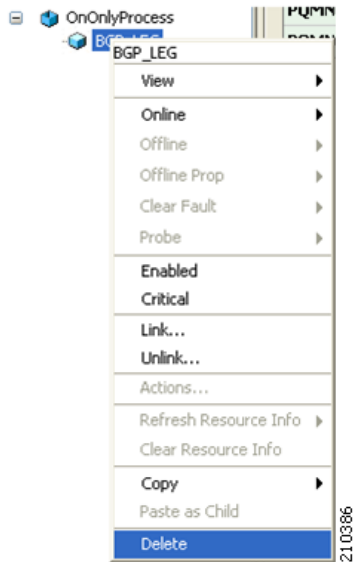 OnOnlyProcess
BGP_LEG
View
Online
Offline
Offline Prop
Clear Fault
Probe
Enabled
Critical
Link...
Unlink...
Actions...
Refresh Resource Info
Clear Resource Info
Copy
Paste as Child
Delete
210386